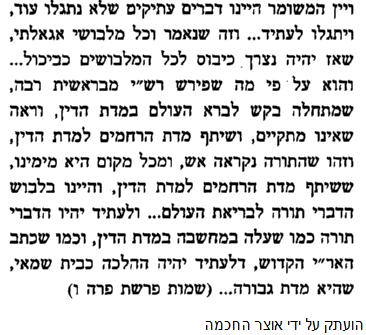 ויין המשומר היינו דברים עתיקים שלא נתגלו עוד,
ויתגלו לעתיד... וזה שנאמר וכל מלבושי אגאלתי,
שאז יהיה נצרך כיבוס לכל המלבושים כביכול...
והוא על פי מה שפירש רש״י מבראשית רבה,
שמתחלה בקש לברא העולם במדת הדין, וראה
שאינו מתקיים, ושיתף מדת הרחמים למדת הדין,
וזהו שהתורה נקראה אש, ומכל מקום היא מימינו,
ששיתף מדת הרחמים למדת הדין, והיינו בלבוש
הדברי תורה לבריאת העולם... ולעתיד יהיו הדברי
תורה כמו שעלה במחשבה במדת הדין, וכמו שכתב
האר״י הקדוש, דלעתיד יהיה ההלכה כבית שמאי,
שהיא מדת גבורה... (שמות פרשת פרה ו)
הועתק על ידי אוצר החכמה